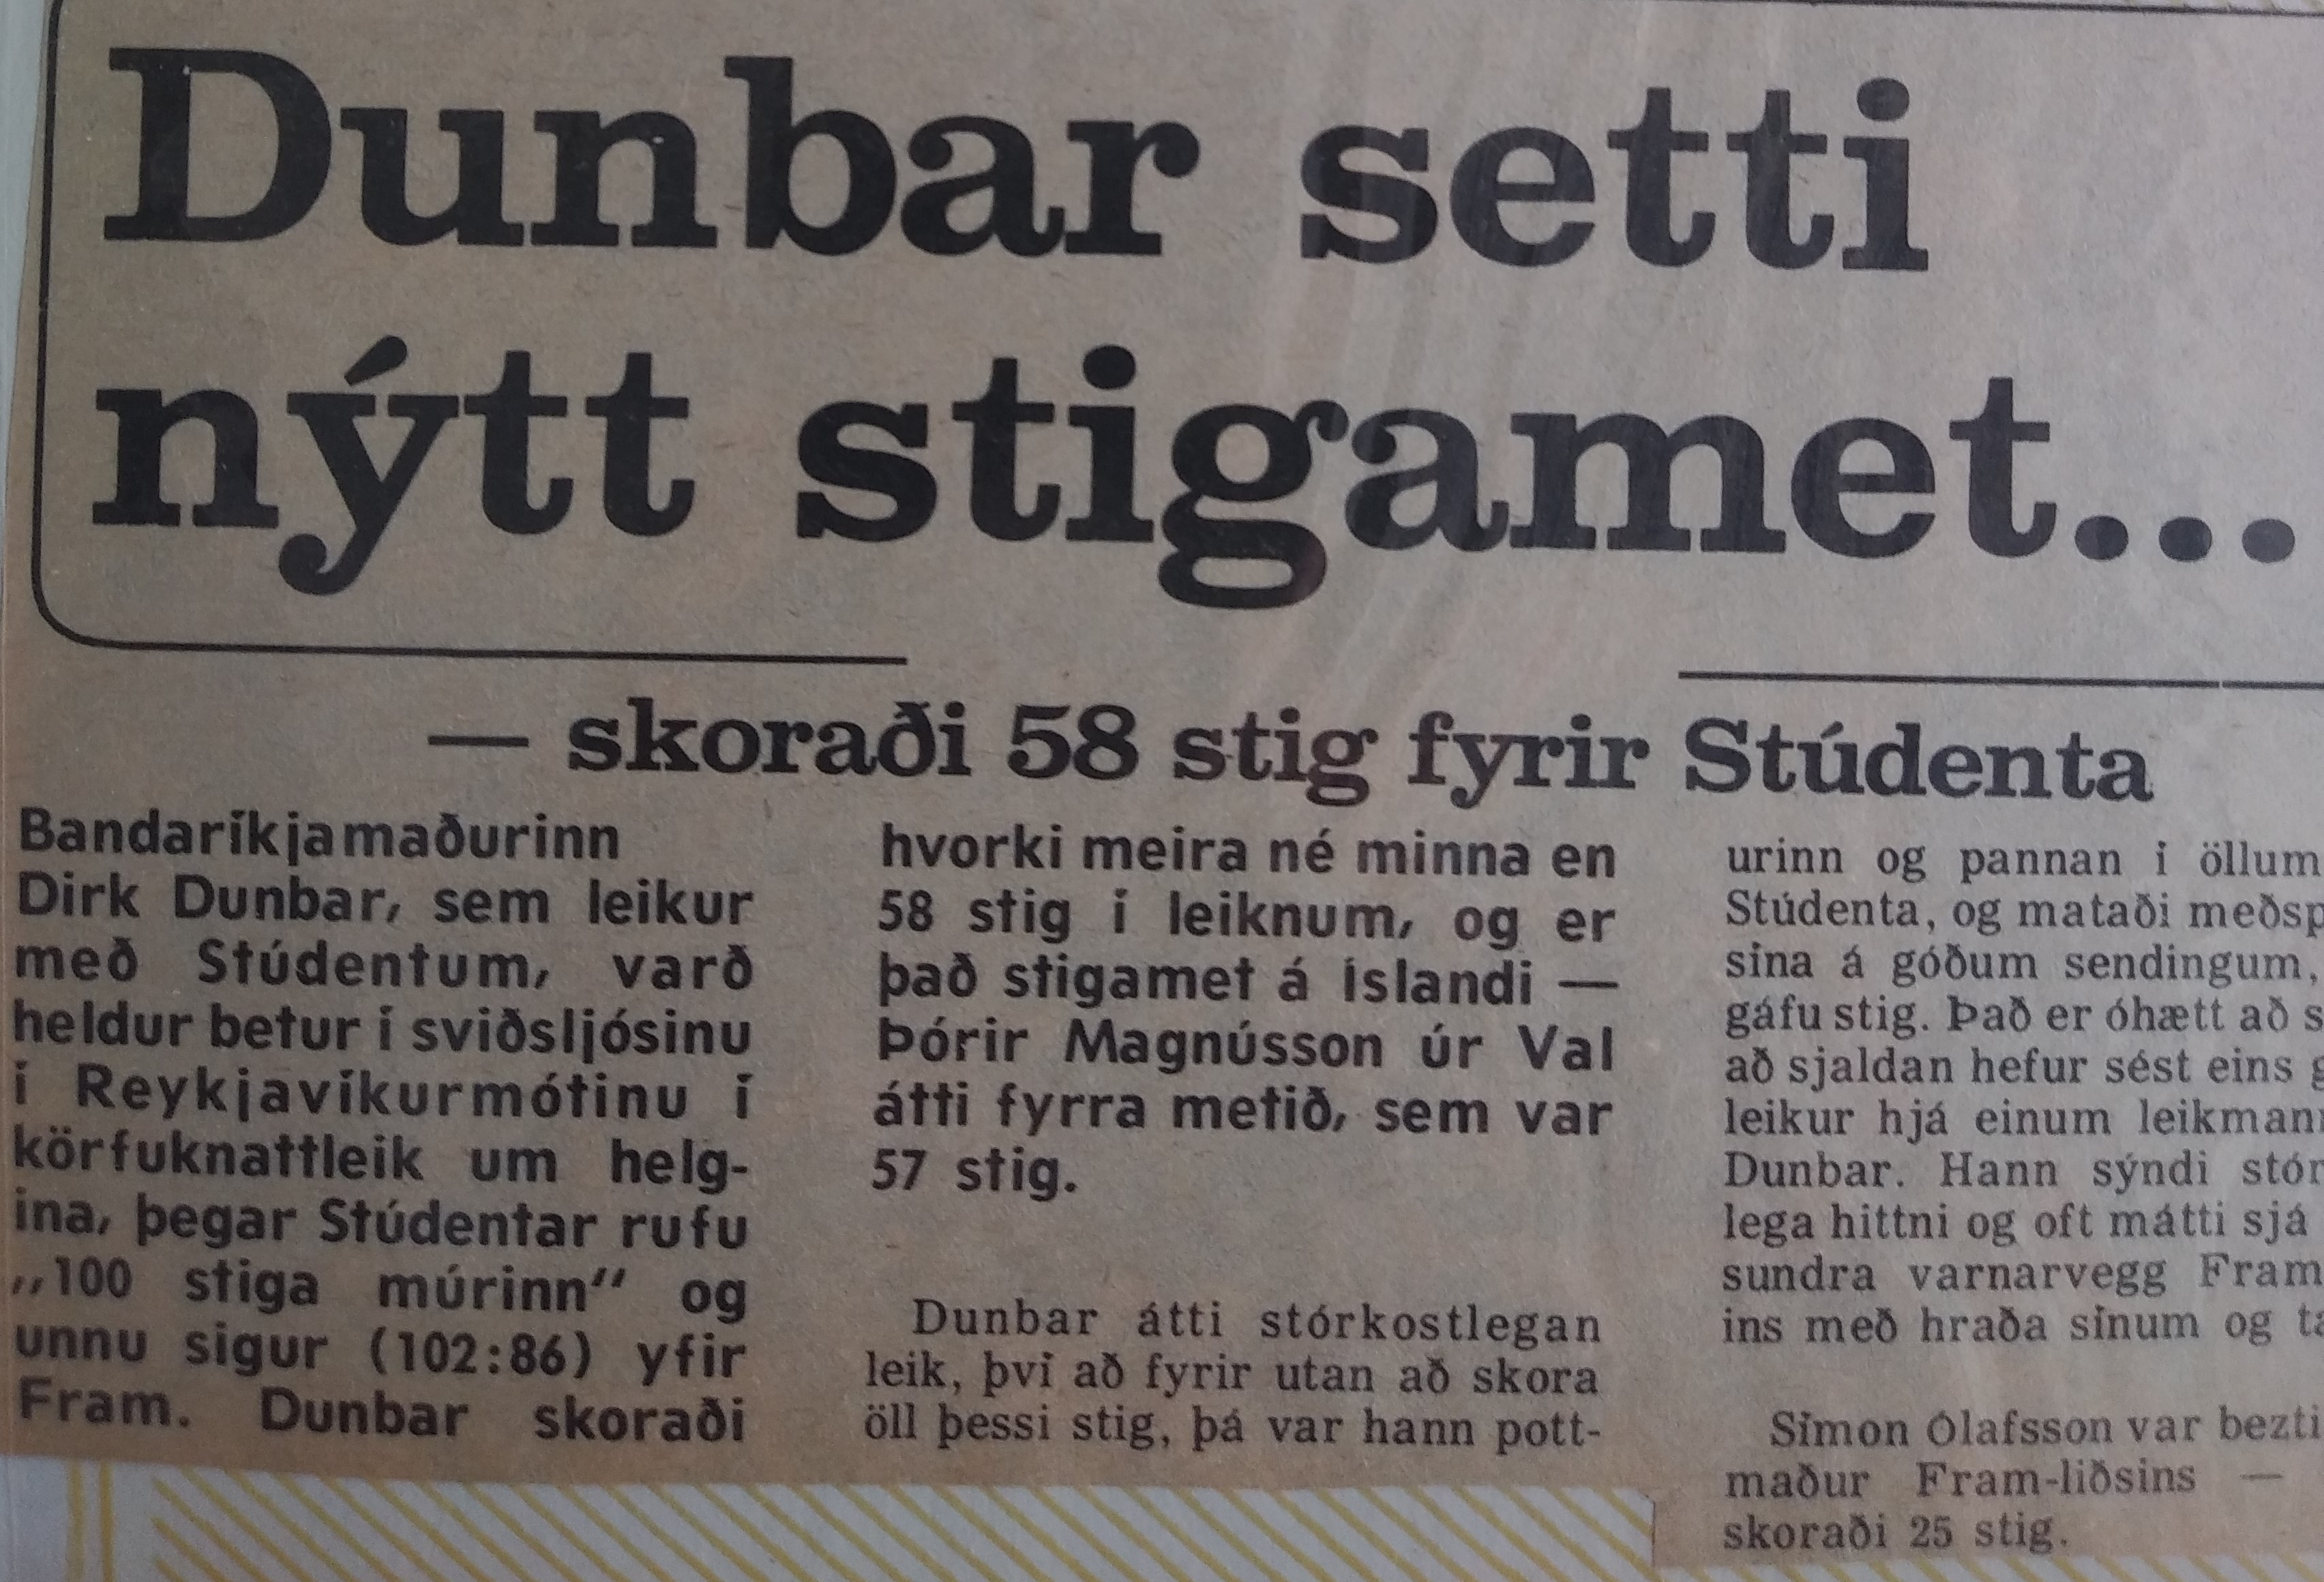 Dunbar setti
nýtt stigamet...
— skoraði 58 stig fyrir Stúdenta
Bandaríkjamaðurinn
Dirk Dunbar, sem leikur
með Stúdentum, varð
heldur betur í sviðsljósinu
í Reykjavíkurmótinu í
körfuknattleik um helg-
ina, þegar Stúdentar rufu
,,100 stiga múrinn“ og
unnu sigur (102:86) yfir
Fram. Dunbar skoraði
hvorki meira né minna en
58 stig í leiknum, og er
það stigamet á Íslandi —
Þórir Magnússon úr Val
átti fyrra metið, sem var
57 stig.
Dunbar átti stórkostlegan
leik, því að fyrir utan að skora
öll þessi stig, þá var hann pott-
urinn og pannan í öllum
Stúdenta, og mataði meðsp
sína á góðum sendingum,
gáfu stig. Það er óhætt að s
að sjaldan hefur sést eins g
leikur hjá einum leikmann
Dunbar. Hann sýndi stór
lega hittni og oft mátti sjá
sundra varnarvegg Fram
ins með hraða sínum og ta
Símon Ólafsson var bezti
maður Fram-liðsins —
skoraði 25 stig.